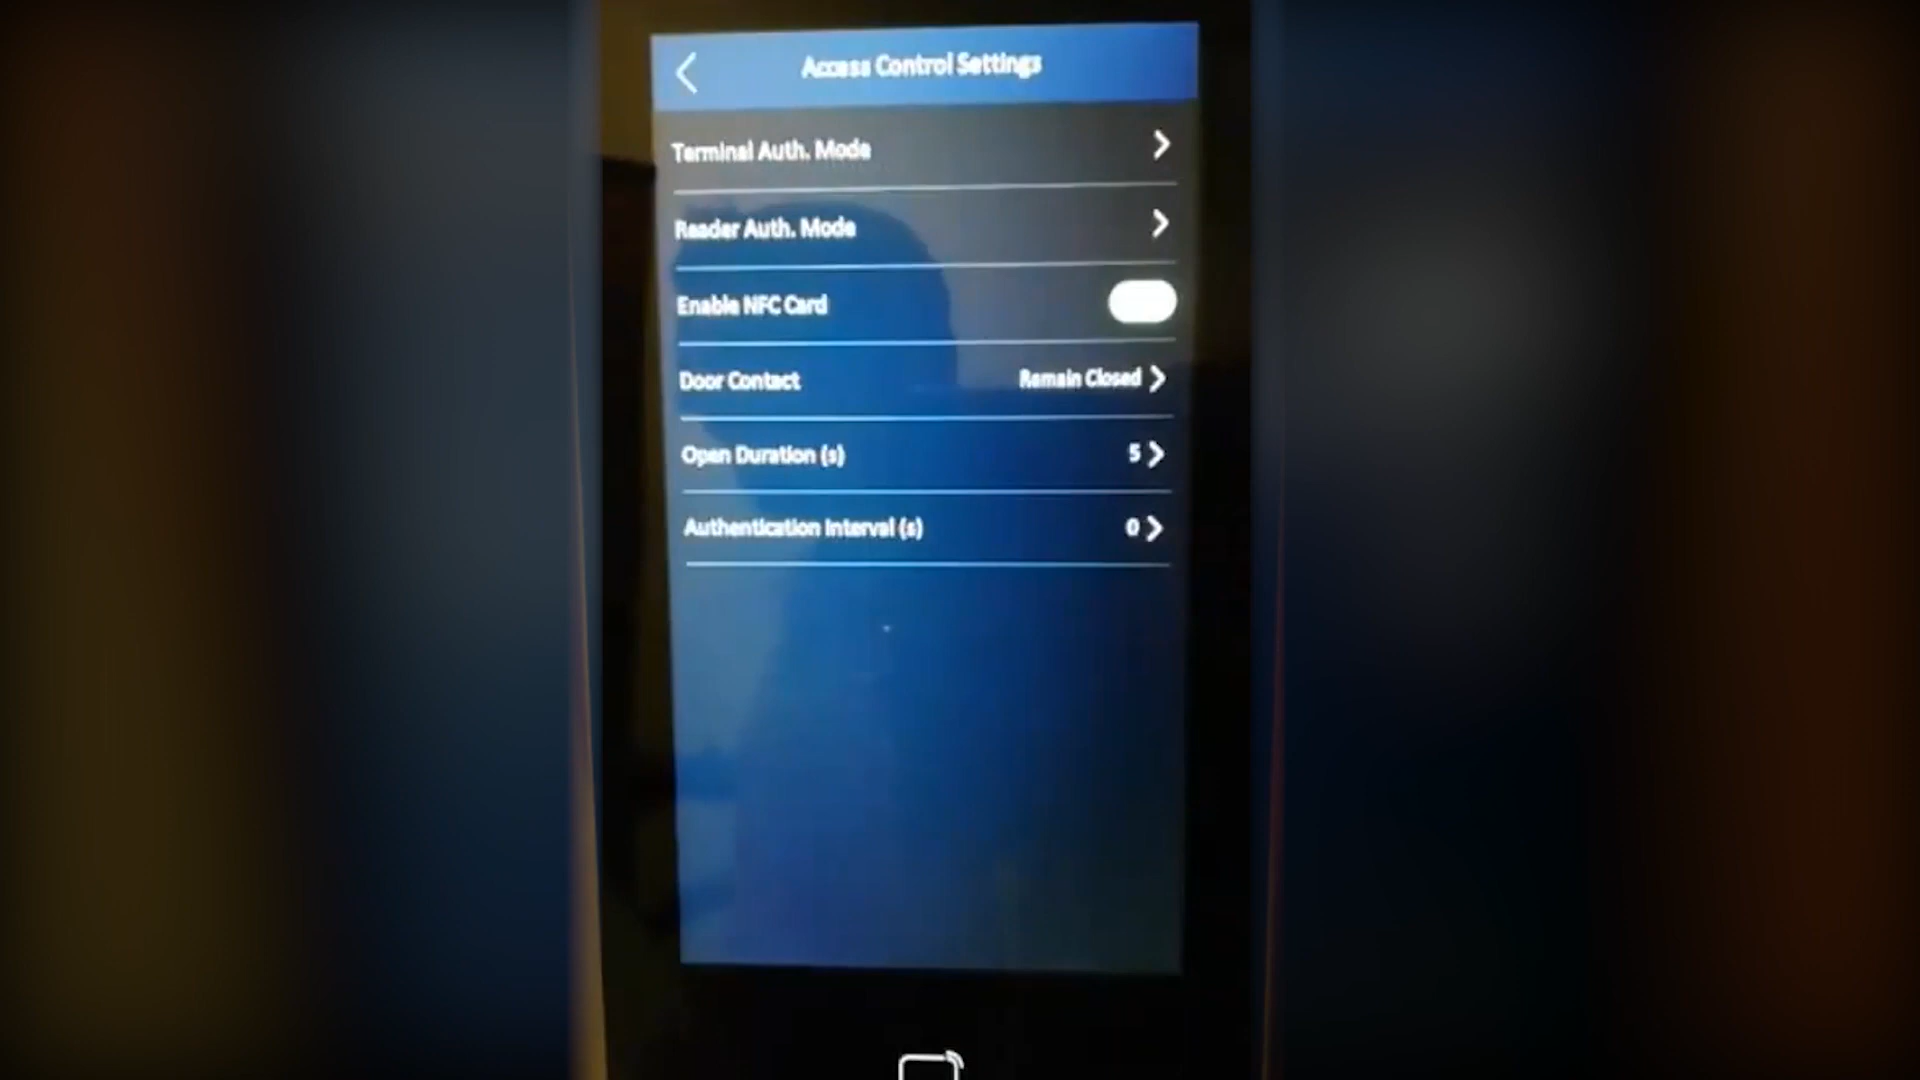 Access Control Settings
Terminal Auth. Mode
Reader Auth. Mode
Enable NFC Card
Door Contact Remain Closed
Open Duration (s) 5
Authentication Interval (s) 0